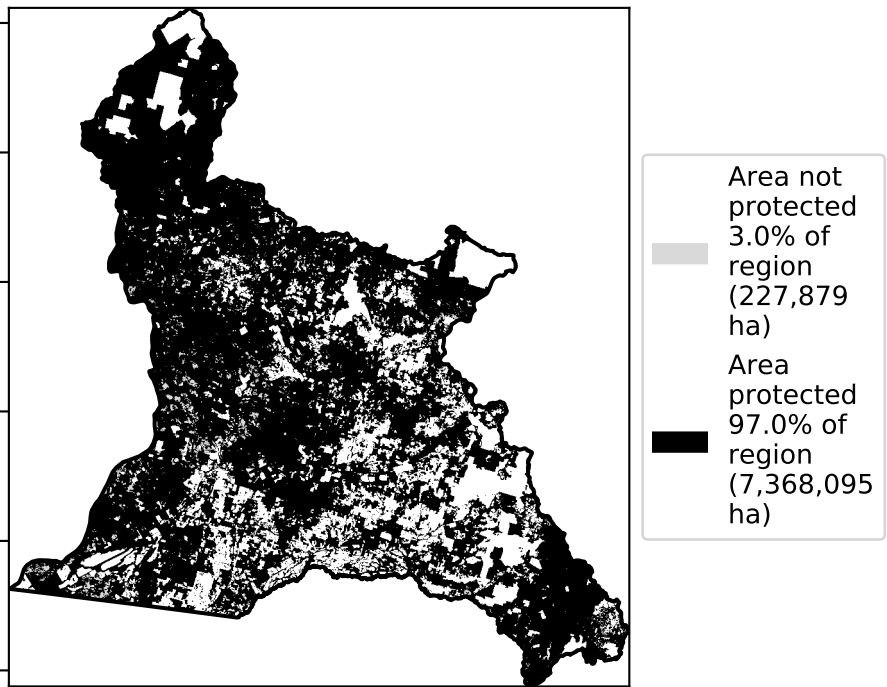 Area not
protected
3.0% of
region
(227,879
ha)
Area
protected
97.0% of
region
(7,368,095
ha)